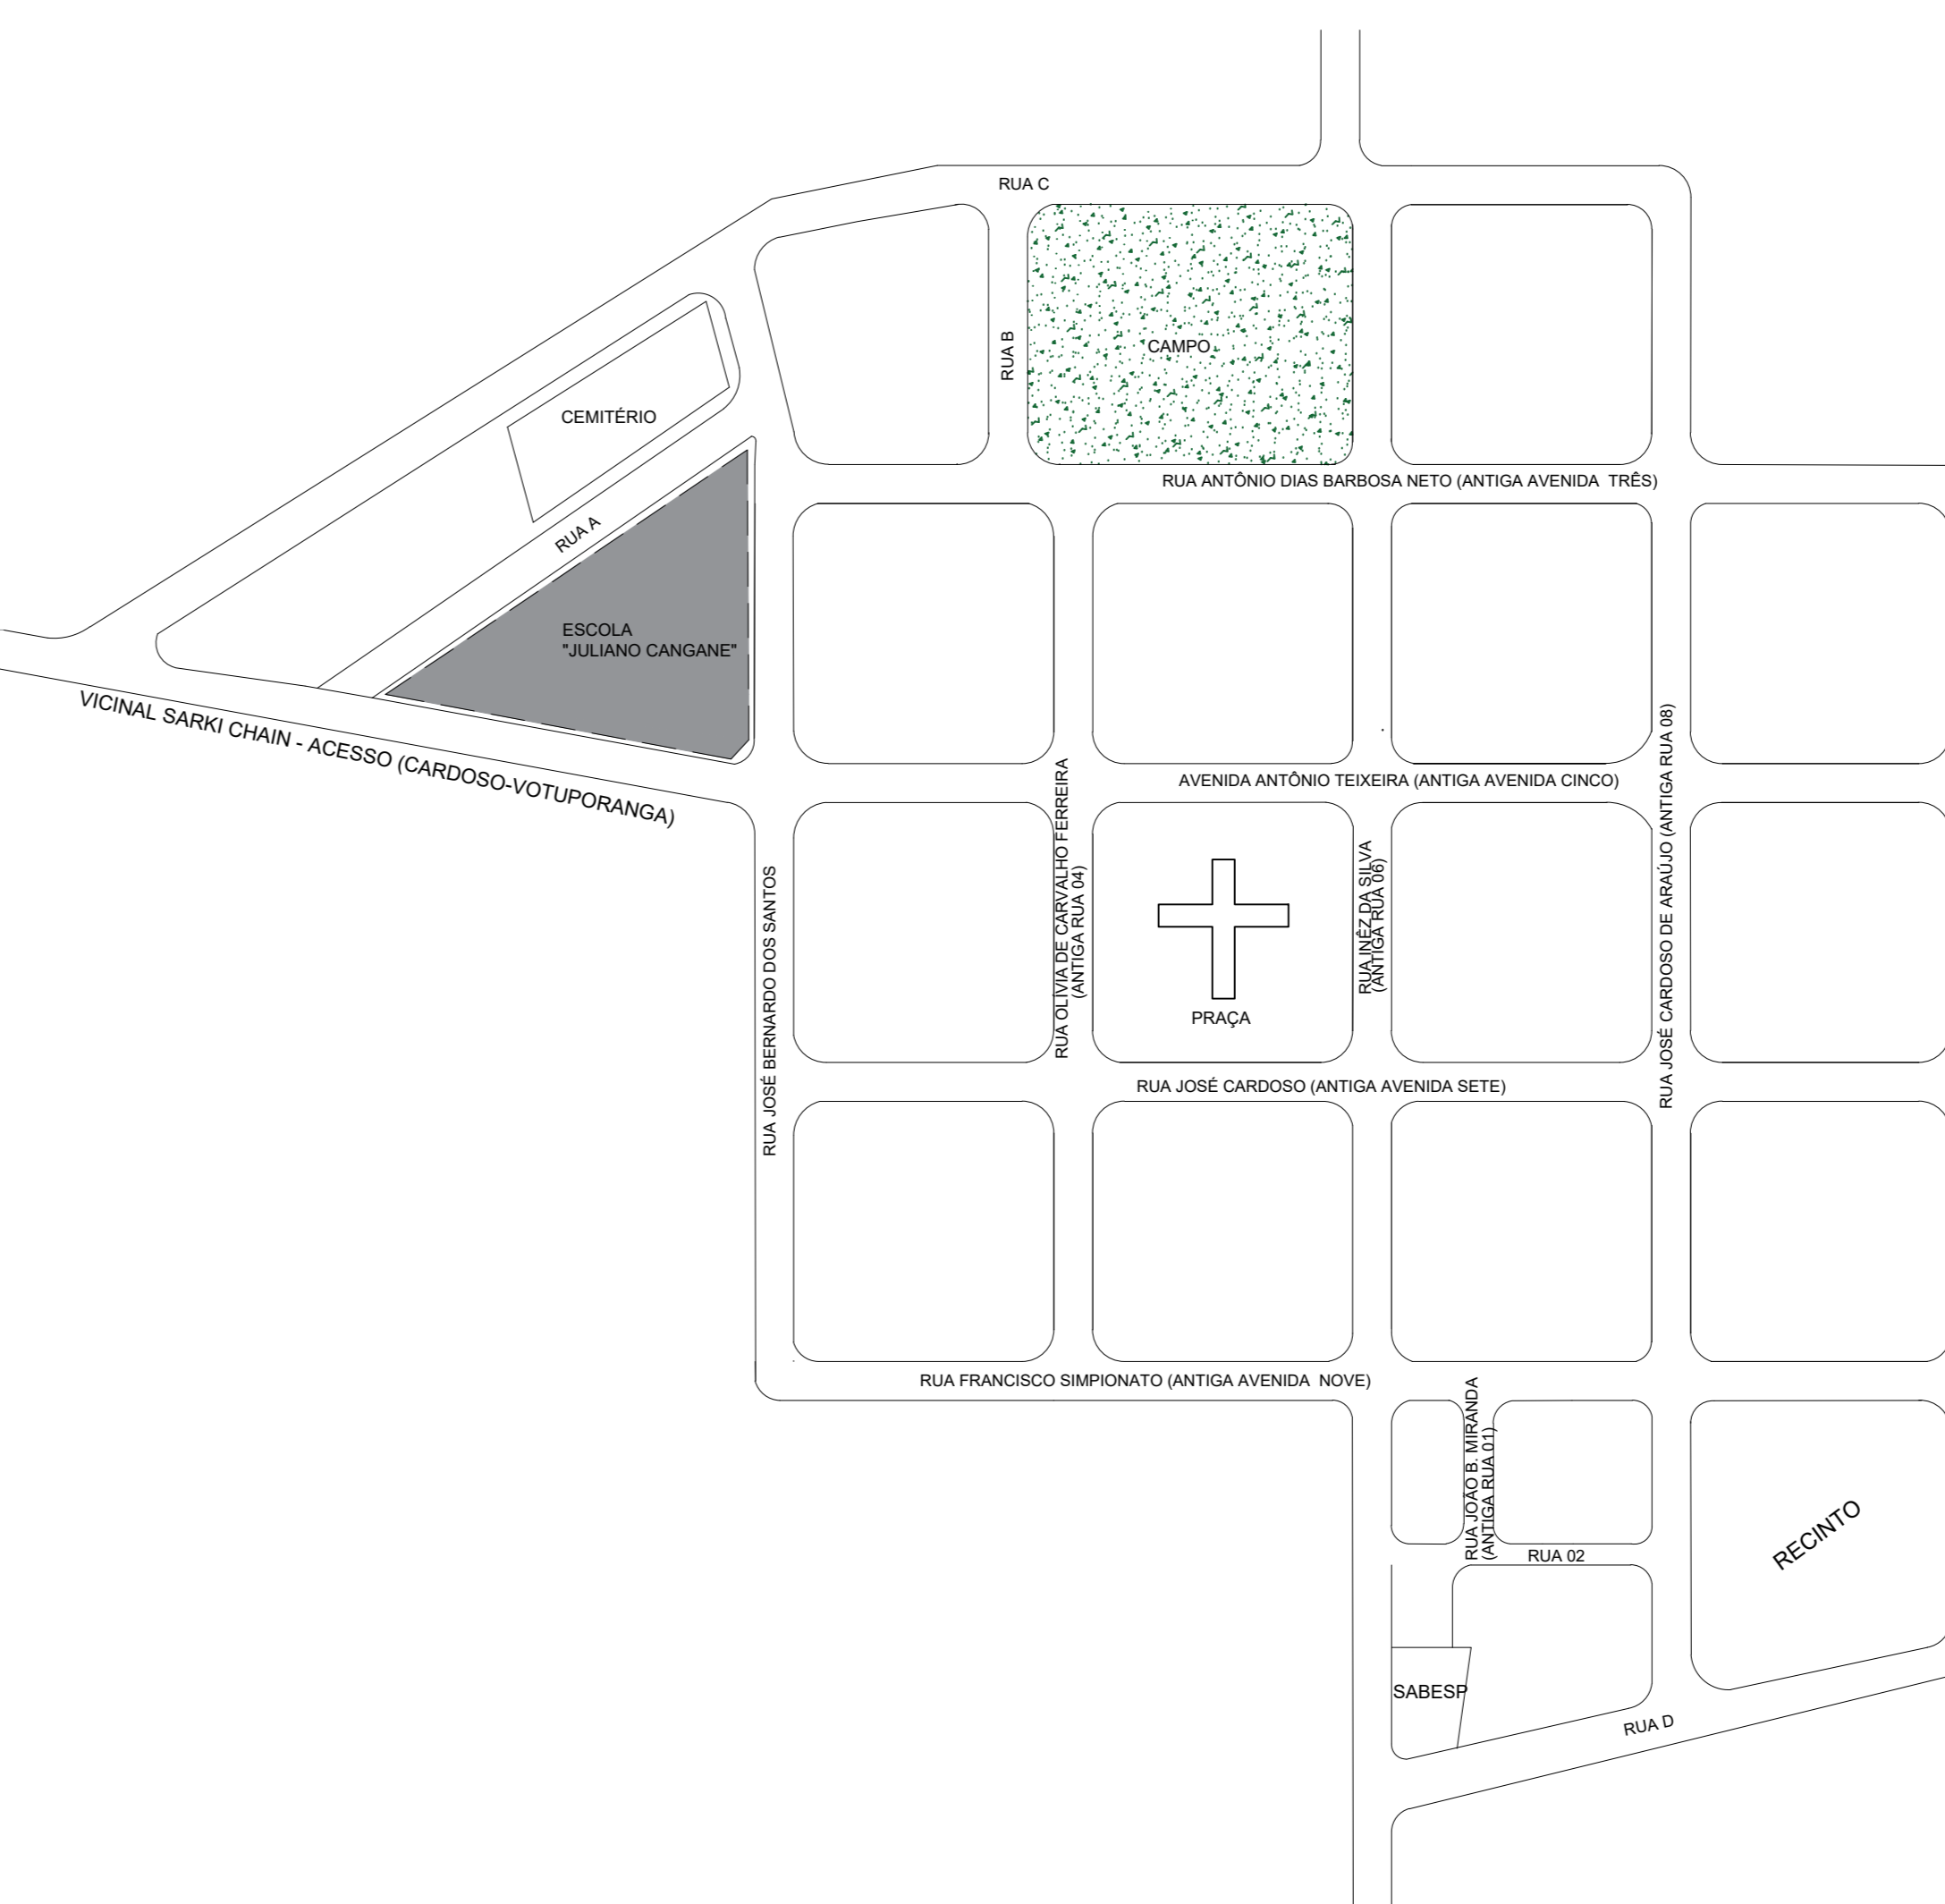 RUA C
RUA B
CAMPO
CEMITÉRIO
RUA ANTÔNIO DIAS BARBOSA NETO (ANTIGA AVENIDA  TRÊS)
RUA A
ESCOLA
"JULIANO CANGANE"
VICINAL SARKI CHAIN - ACESSO (CARDOSO-VOTUPORANGA)
AVENIDA ANTÔNIO TEIXEIRA (ANTIGA AVENIDA CINCO)
RUA JOSÉ BERNARDO DOS SANTOS
RUA OLÍVIA DE CARVALHO FERREIRA
(ANTIGA RUA 04)
RUA INÊZ DA SILVA
(ANTIGA RUA 06)
RUA JOSÉ CARDOSO DE ARAÚJO (ANTIGA RUA 08)
PRAÇA
RUA JOSÉ CARDOSO (ANTIGA AVENIDA SETE)
RUA FRANCISCO SIMPIONATO (ANTIGA AVENIDA  NOVE)
RUA JOÃO B. MIRANDA
(ANTIGA RUA 01)
RUA 02
RECINTO
SABESP
RUA D